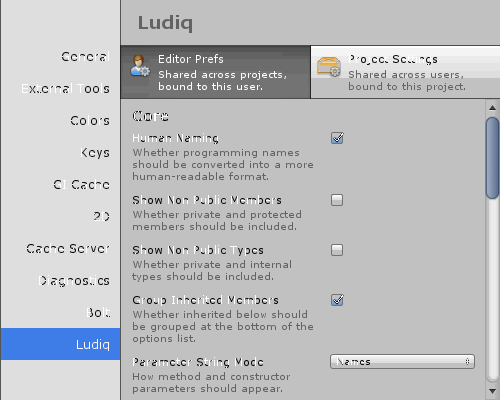 Ludiq
General
External Tools
Colors
Keys
GI Cache
2D
Cache Server
Diagnostics
Bolt
Ludiq
Editor Prefs
Shared across projects,
bound to this user.
Project Settings
Shared across users,
bound to this project.
Core
Human Naming
Whether programming names
should be converted into a more
human-readable format.
Show Non Public Members
Whether private and protected
members should be included.
Show Non Public Types
Whether private and internal
types should be included.
Group Inherited Members
Whether inherited below should
be grouped at the bottom of the
options list.
Parameter String Mode
Names
How method and constructor
parameters should appear.